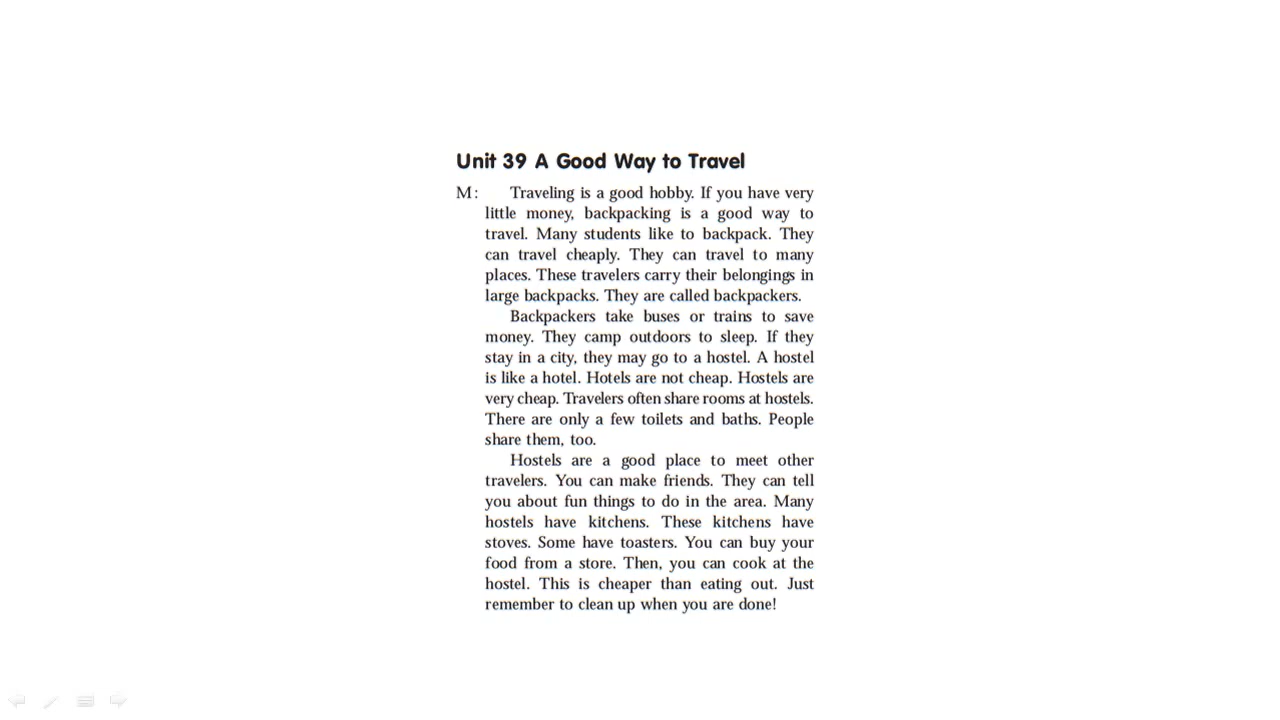 Unit 39 A Good Way to Travel
M: Traveling is a good hobby. If you have very
little money, backpacking is a good way to
travel. Many students like to backpack. They
can travel cheaply. They can travel to many
places. These travelers carry their belongings in
large backpacks. They are called backpackers.
Backpackers take buses or trains to save
money. They camp outdoors to sleep. If they
stay in a city, they may go to a hostel. A hostel
is like a hotel. Hotels are not cheap. Hostels are
very cheap. Travelers often share rooms at hostels.
There are only a few toilets and baths. People
share them, too.
Hostels are a good place to meet other
travelers. You can make friends. They can tell
you about fun things to do in the area. Many
hostels have kitchens. These kitchens have
stoves. Some have toasters. You can buy your
food from a store. Then, you can cook at the
hostel. This is cheaper than eating out. Just
remember to clean up when you are done!